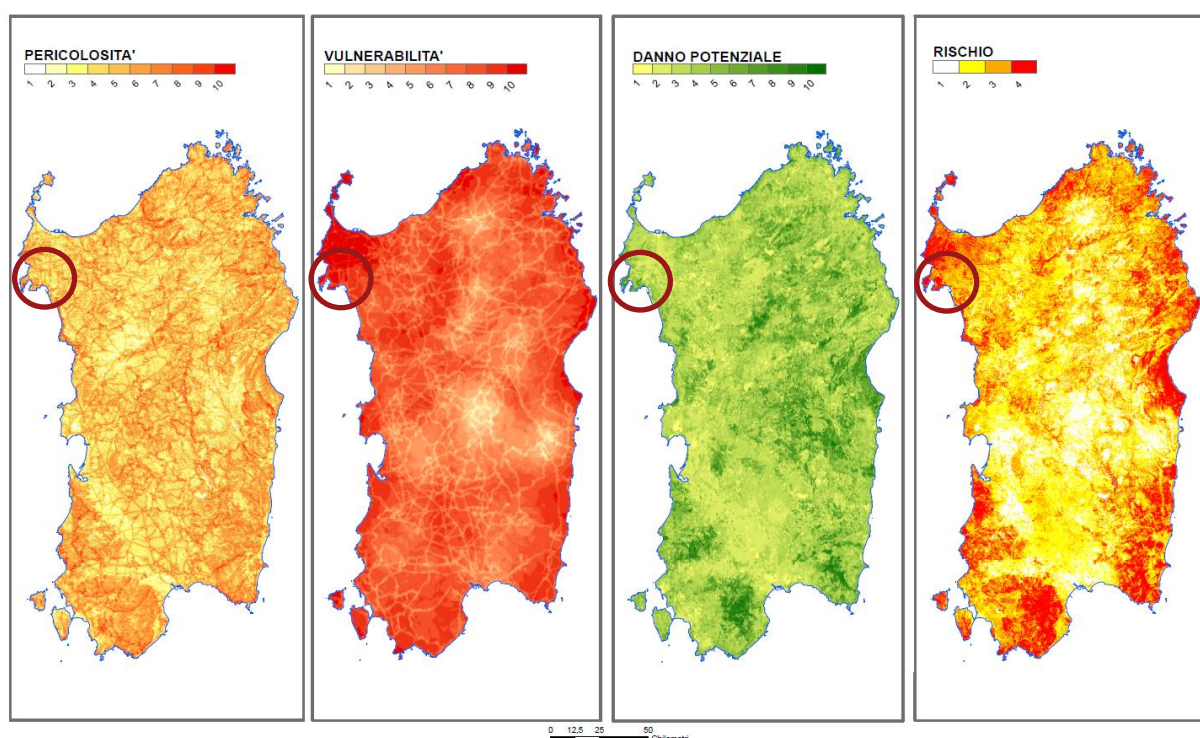 PERICOLOSITA'
1 2 3 4 5 6 7 8 9 10
VULNERABILITA'
1 2 3 4 5 6 7 8 9 10
DANNO POTENZIALE
1 2 3 4 5 6 7 8 9 10
RISCHIO
1 2 3 4
0 12,5 25 50
Chilometri